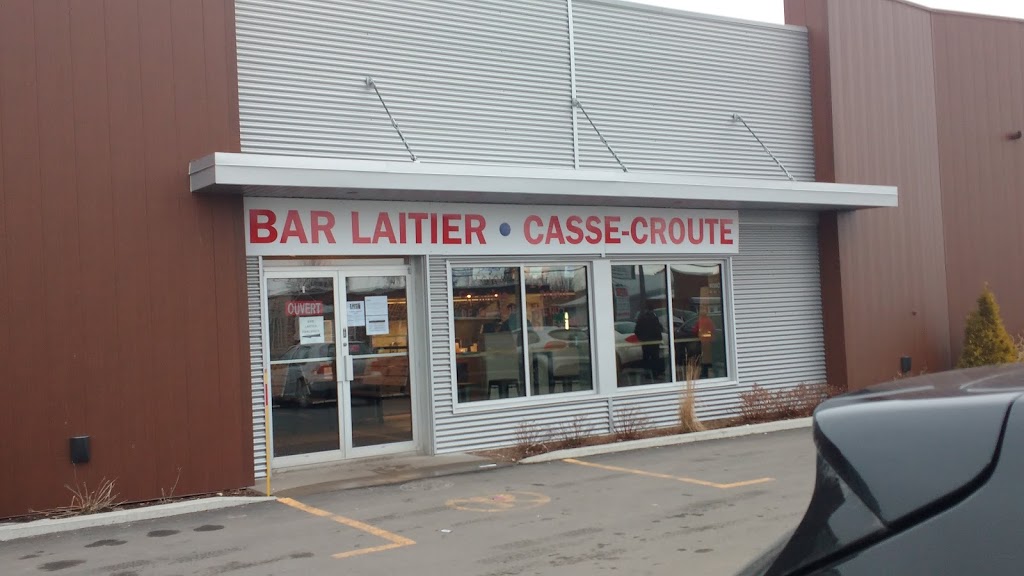 BAR LAITIER • CASSE-CROUTE
OUVERT